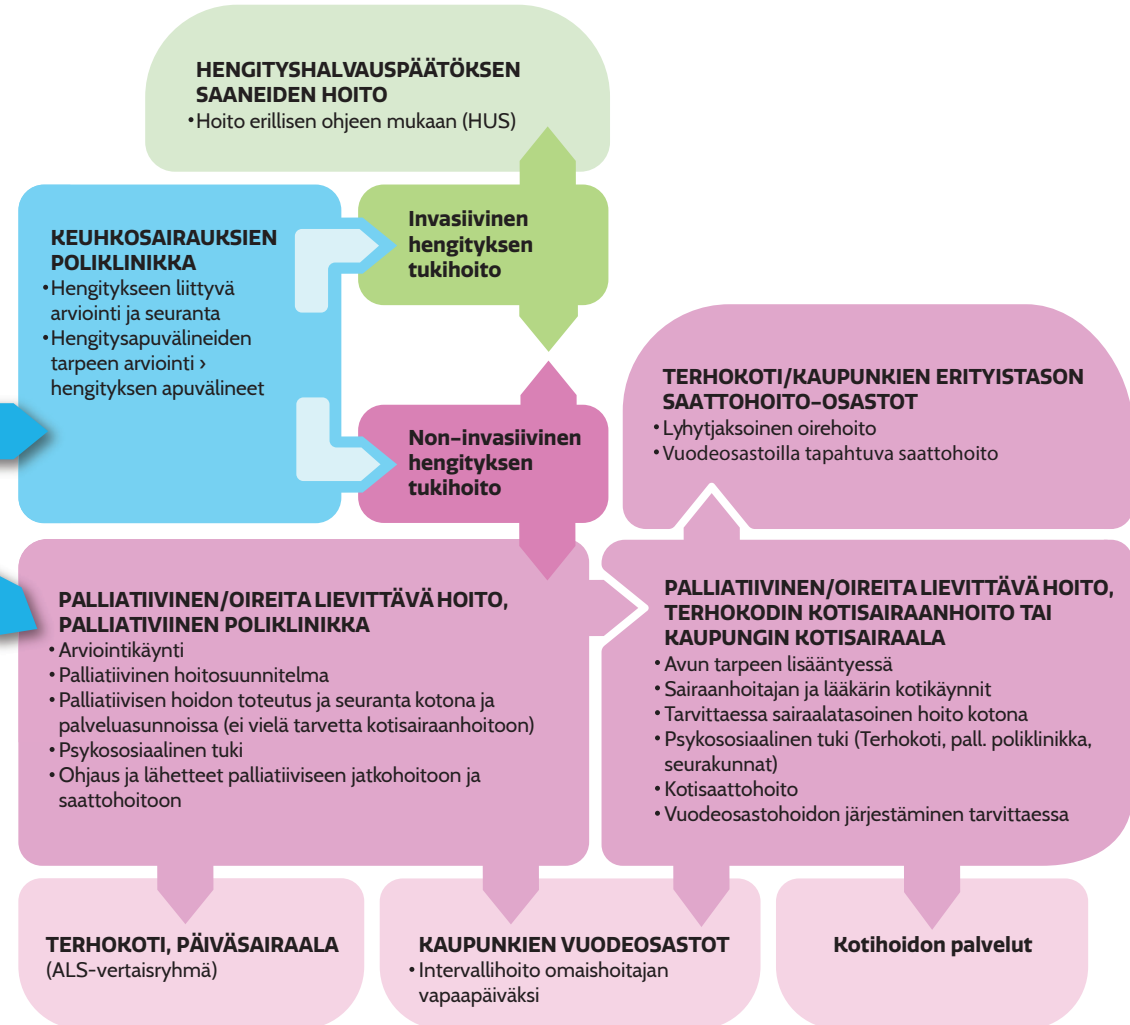 HENGITYSHALVAUSPÄÄTÖKSEN
SAANEIDEN HOITO
• Hoito erillisen ohjeen mukaan (HUS)
KEUHKOSAIRAUKSIEN
POLIKLINIKKA
• Hengitykseen liittyvä
arviointi ja seuranta
• Hengitysapuvälineiden
tarpeen arviointi ›
hengityksen apuvälineet
Invasiivinen
hengityksen
tukihoito
Non-invasiivinen
hengityksen
tukihoito
TERHOKOTI/KAUPUNKIEN ERITYISTASON
SAATTOHOITO-OSASTOT
• Lyhytjaksoinen oirehoito
• Vuodeosastoilla tapahtuva saattohoito
PALLIATIIVINEN/OIREITA LIEVITTÄVÄ HOITO,
PALLIATIVIINEN POLIKLINIKKA
• Arviointikäynti
• Palliatiivinen hoitosuunnitelma
• Palliatiivisen hoidon toteutus ja seuranta kotona ja
palveluasunnoissa (ei vielä tarvetta kotisairaanhoitoon)
• Psykososiaalinen tuki
• Ohjaus ja lähetteet palliatiiviseen jatkohoitoon ja
saattohoitoon
PALLIATIIVINEN/OIREITA LIEVITTÄVÄ HOITO,
TERHOKODIN KOTISAIRAANHOITO TAI
KAUPUNGIN KOTISAIRAALA
• Avun tarpeen lisääntyessä
• Sairaanhoitajan ja lääkärin kotikäynnit
• Tarvittaessa sairaalatasoinen hoito kotona
• Psykososiaalinen tuki (Terhokoti, pall. poliklinikka,
seurakunnat)
• Kotisaattohoito
• Vuodeosastohoidon järjestäminen tarvittaessa
TERHOKOTI, PÄIVÄSAIRAALA
(ALS-vertaisryhmä)
KAUPUNKIEN VUODEOSASTOT
• Intervallihoito omaishoitajan
vapaapäiväksi
Kotihoidon palvelut